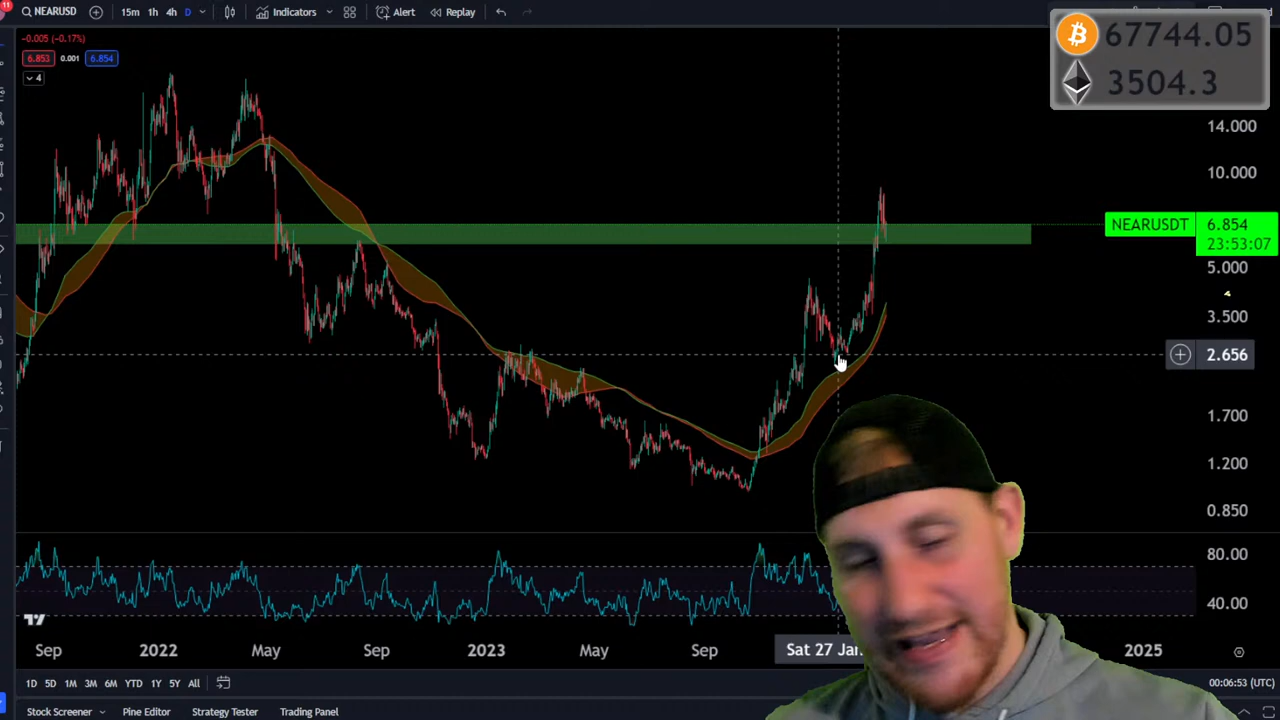 11
NEARUSD
15m 1h 4h D Indicators Alert Replay
-0.005 (-0.17%)
6.853 0.001 6.854
4
67744.05
3504.3
14.000
10.000
NEARUSDT 6.854
23:53:07
5.000
3.500
2.656
1.700
1.200
0.850
80.00
40.00
Sep 2022 May Sep 2023 May Sep Sat 27 Jan 2025
1D 5D 1M 3M 6M YTD 1Y 5Y All
00:06:53 (UTC)
Stock Screener Pine Editor Strategy Tester Trading Panel